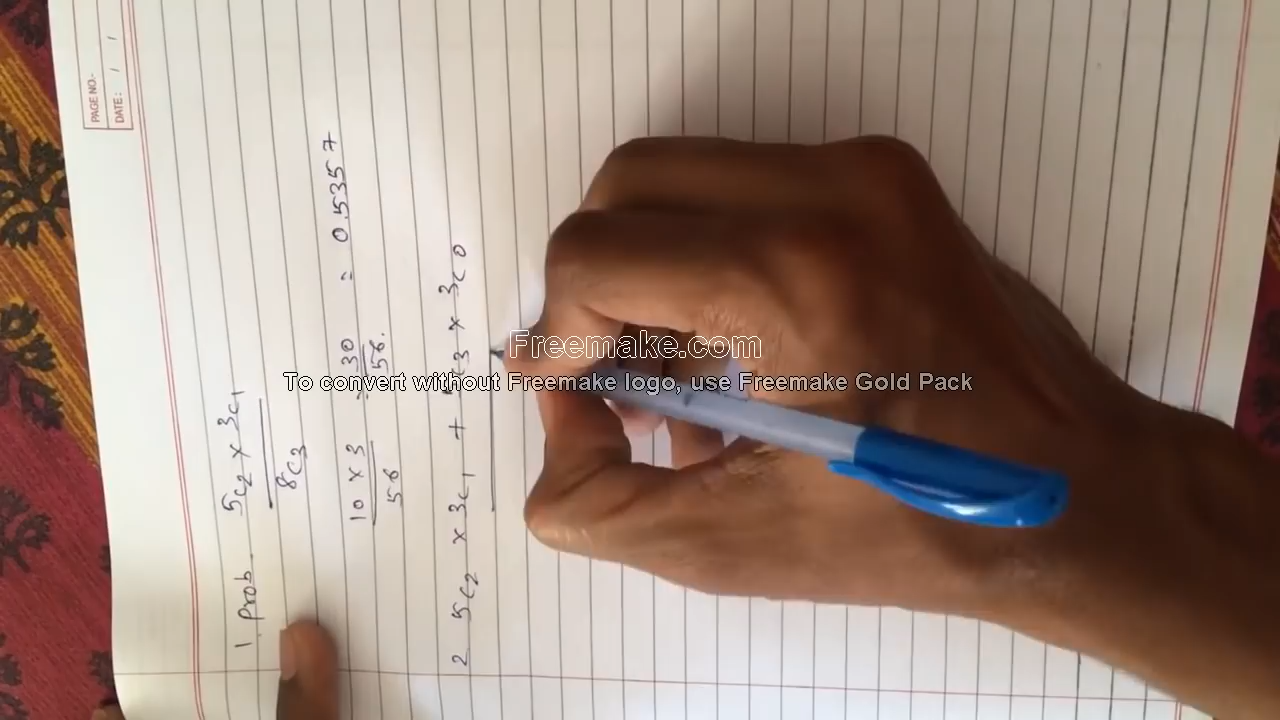 PAGE NO:-
DATE: / /
1 Prob. 5C2 x 3C1
8C3
10 x 3 = 30 = 0.5357
56 56.
2 5C2 x 3C1 + 5C3 x 3C0
Freemake.com
To convert without Freemake logo, use Freemake Gold Pack